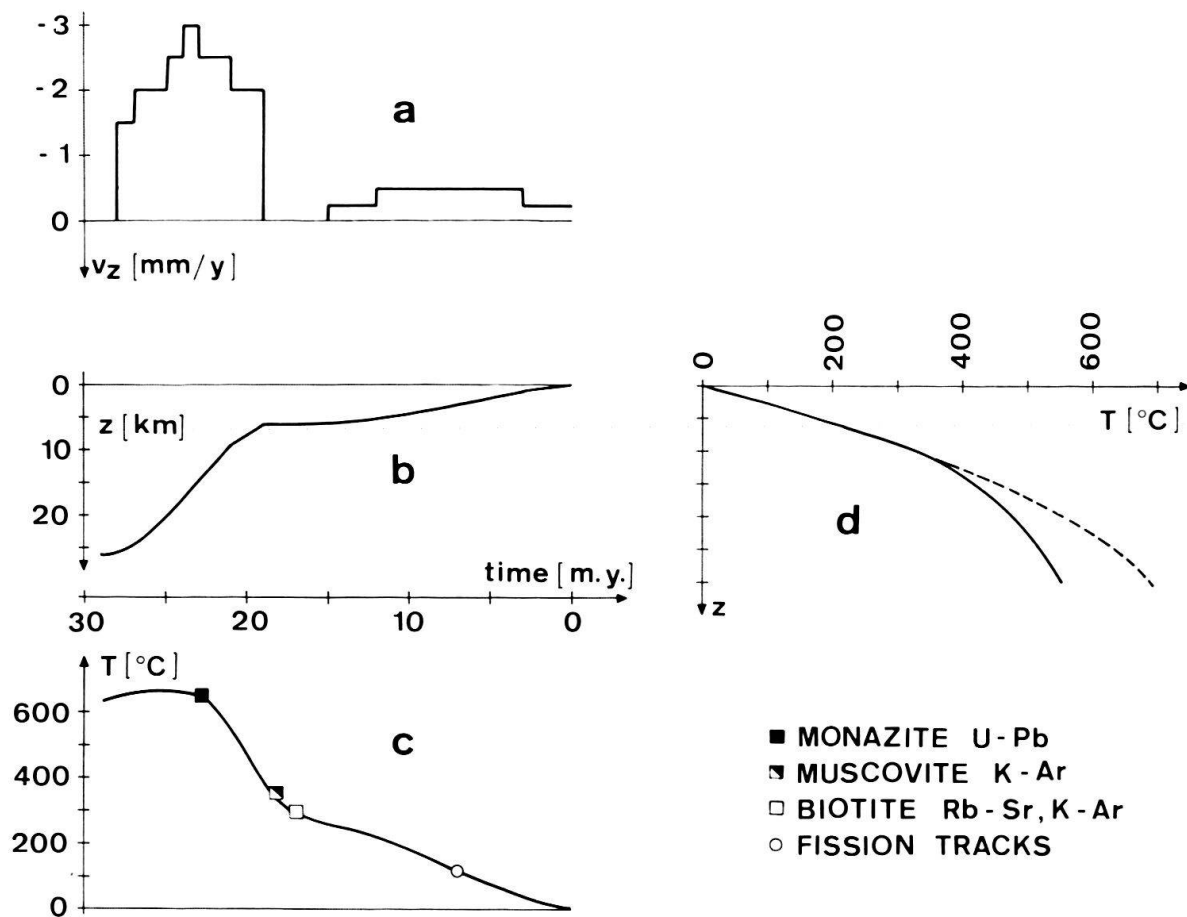 - 3
- 2
- 1
0
a
v_z [mm/y]
0
z [km]
10
20
b
time [m.y.]
30 20 10 0
0 200 400 600
T [°C]
d
z
T [°C]
600
400
200
0
c
■ MONAZITE U-Pb
MUSCOVITE K-Ar
□ BIOTITE Rb-Sr, K-Ar
○ FISSION TRACKS